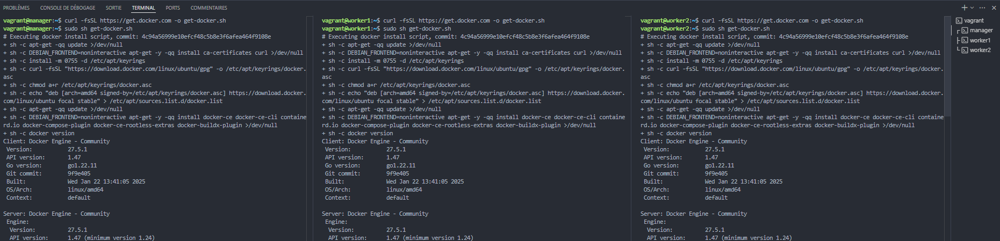 PROBLÈMES
CONSOLE DE DÉBOGAGE
SORTIE
TERMINAL
PORTS
COMMENTAIRES
vagrant@manager:~$ curl -fsSL https://get.docker.com -o get-docker.sh
vagrant@manager:~$ sudo sh get-docker.sh
# Executing docker install script, commit: 4c94a56999e10efcf48c5b8e3f6afea464f9108e
+ sh -c apt-get -qq update >/dev/null
+ sh -c DEBIAN_FRONTEND=noninteractive apt-get -y -qq install ca-certificates curl >/dev/null
+ sh -c install -m 0755 -d /etc/apt/keyrings
+ sh -c curl -fsSL "https://download.docker.com/linux/ubuntu/gpg" -o /etc/apt/keyrings/docker.
asc
+ sh -c chmod a+r /etc/apt/keyrings/docker.asc
+ sh -c echo "deb [arch=amd64 signed-by=/etc/apt/keyrings/docker.asc] https://download.docker.
com/linux/ubuntu focal stable" > /etc/apt/sources.list.d/docker.list
+ sh -c apt-get -qq update >/dev/null
+ sh -c DEBIAN_FRONTEND=noninteractive apt-get -y -qq install docker-ce docker-ce-cli containe
rd.io docker-compose-plugin docker-ce-rootless-extras docker-buildx-plugin >/dev/null
+ sh -c docker version
Client: Docker Engine - Community
Version: 27.5.1
API version: 1.47
Go version: go1.22.11
Git commit: 9f9e405
Built: Wed Jan 22 13:41:05 2025
OS/Arch: linux/amd64
Context: default
Server: Docker Engine - Community
Engine:
Version: 27.5.1
API version: 1.47 (minimum version 1.24)
vagrant@worker1:~$ curl -fsSL https://get.docker.com -o get-docker.sh
vagrant@worker1:~$ sudo sh get-docker.sh
# Executing docker install script, commit: 4c94a56999e10efcf48c5b8e3f6afea464f9108e
+ sh -c apt-get -qq update >/dev/null
+ sh -c DEBIAN_FRONTEND=noninteractive apt-get -y -qq install ca-certificates curl >/dev/null
+ sh -c install -m 0755 -d /etc/apt/keyrings
+ sh -c curl -fsSL "https://download.docker.com/linux/ubuntu/gpg" -o /etc/apt/keyrings/docker.
asc
+ sh -c chmod a+r /etc/apt/keyrings/docker.asc
+ sh -c echo "deb [arch=amd64 signed-by=/etc/apt/keyrings/docker.asc] https://download.docker.
com/linux/ubuntu focal stable" > /etc/apt/sources.list.d/docker.list
+ sh -c apt-get -qq update >/dev/null
+ sh -c DEBIAN_FRONTEND=noninteractive apt-get -y -qq install docker-ce docker-ce-cli containe
rd.io docker-compose-plugin docker-ce-rootless-extras docker-buildx-plugin >/dev/null
+ sh -c docker version
Client: Docker Engine - Community
Version: 27.5.1
API version: 1.47
Go version: go1.22.11
Git commit: 9f9e405
Built: Wed Jan 22 13:41:05 2025
OS/Arch: linux/amd64
Context: default
Server: Docker Engine - Community
Engine:
Version: 27.5.1
API version: 1.47 (minimum version 1.24)
vagrant@worker2:~$ curl -fsSL https://get.docker.com -o get-docker.sh
vagrant@worker2:~$ sudo sh get-docker.sh
# Executing docker install script, commit: 4c94a56999e10efcf48c5b8e3f6afea464f9108e
+ sh -c apt-get -qq update >/dev/null
+ sh -c DEBIAN_FRONTEND=noninteractive apt-get -y -qq install ca-certificates curl >/dev/null
+ sh -c install -m 0755 -d /etc/apt/keyrings
+ sh -c curl -fsSL "https://download.docker.com/linux/ubuntu/gpg" -o /etc/apt/keyrings/docker.
asc
+ sh -c chmod a+r /etc/apt/keyrings/docker.asc
+ sh -c echo "deb [arch=amd64 signed-by=/etc/apt/keyrings/docker.asc] https://download.docker.
com/linux/ubuntu focal stable" > /etc/apt/sources.list.d/docker.list
+ sh -c apt-get -qq update >/dev/null
+ sh -c DEBIAN_FRONTEND=noninteractive apt-get -y -qq install docker-ce docker-ce-cli containe
rd.io docker-compose-plugin docker-ce-rootless-extras docker-buildx-plugin >/dev/null
+ sh -c docker version
Client: Docker Engine - Community
Version: 27.5.1
API version: 1.47
Go version: go1.22.11
Git commit: 9f9e405
Built: Wed Jan 22 13:41:05 2025
OS/Arch: linux/amd64
Context: default
Server: Docker Engine - Community
Engine:
Version: 27.5.1
API version: 1.47 (minimum version 1.24)
vagrant
manager
worker1
worker2